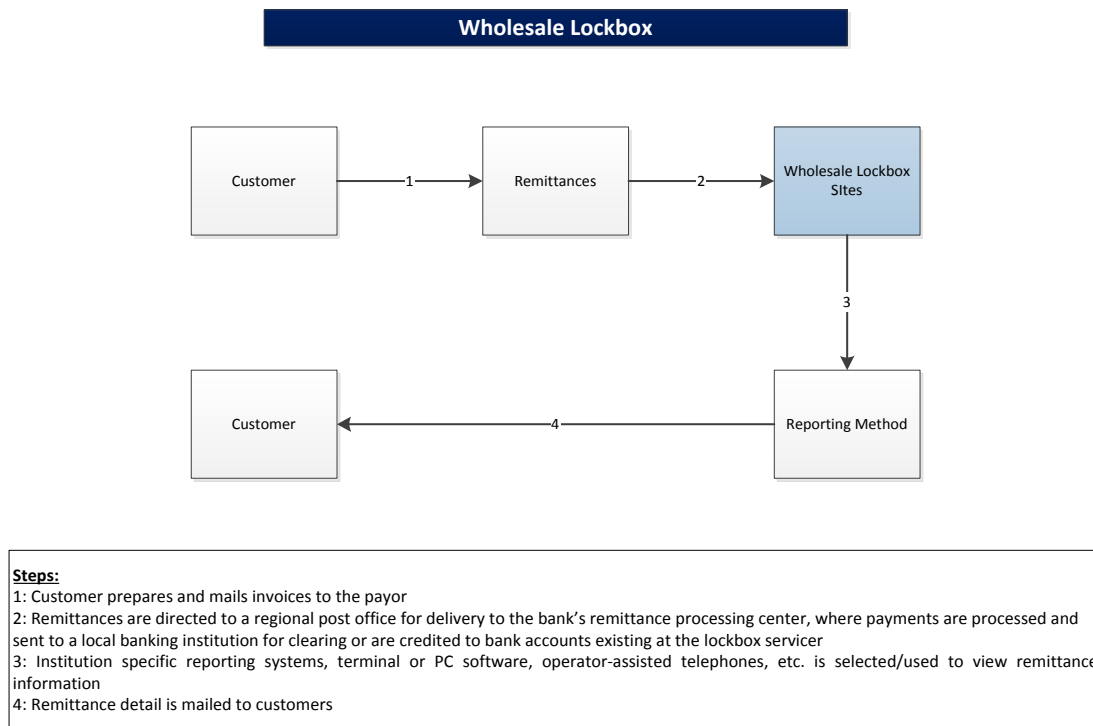 Wholesale Lockbox
Customer
1
Remittances
2
Wholesale Lockbox
SItes
3
Customer
4
Reporting Method
Steps:
1: Customer prepares and mails invoices to the payor
2: Remittances are directed to a regional post office for delivery to the bank’s remittance processing center, where payments are processed and
sent to a local banking institution for clearing or are credited to bank accounts existing at the lockbox servicer
3: Institution specific reporting systems, terminal or PC software, operator-assisted telephones, etc. is selected/used to view remittance
information
4: Remittance detail is mailed to customers